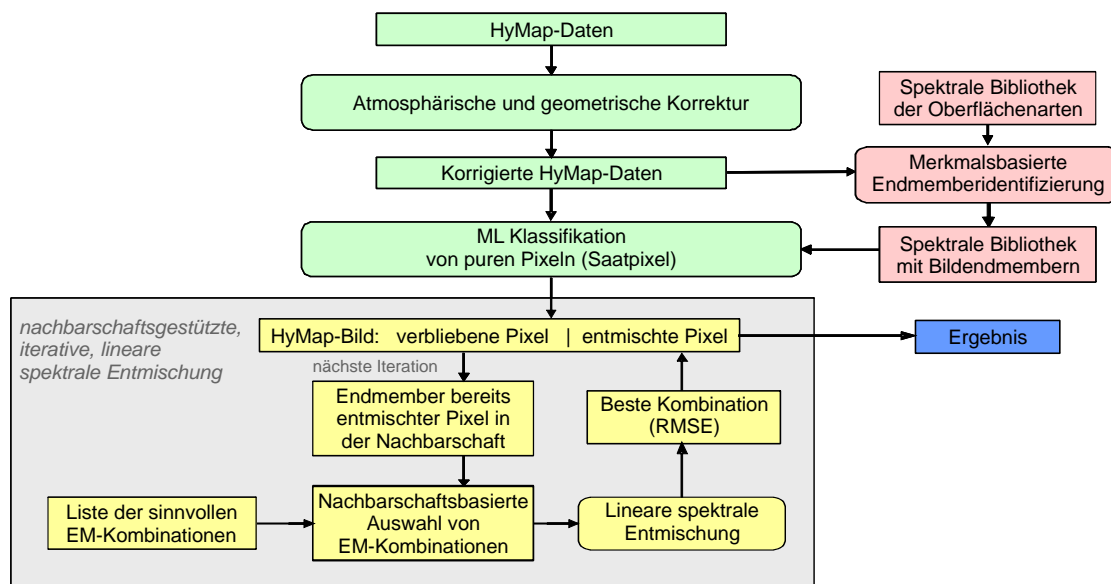 HyMap-Daten
Atmosphärische und geometrische Korrektur
Spektrale Bibliothek
der Oberflächenarten
Korrigierte HyMap-Daten
Merkmalsbasierte
Endmemberidentifizierung
ML Klassifikation
von puren Pixeln (Saatpixel)
Spektrale Bibliothek
mit Bildendmembern
nachbarschaftsgestützte,
iterative, lineare
spektrale Entmischung
HyMap-Bild: verbliebene Pixel | entmischte Pixel
Ergebnis
nächste Iteration
Endmember bereits
entmischter Pixel in
der Nachbarschaft
Beste Kombination
(RMSE)
Liste der sinnvollen
EM-Kombinationen
Nachbarschaftsbasierte
Auswahl von
EM-Kombinationen
Lineare spektrale
Entmischung